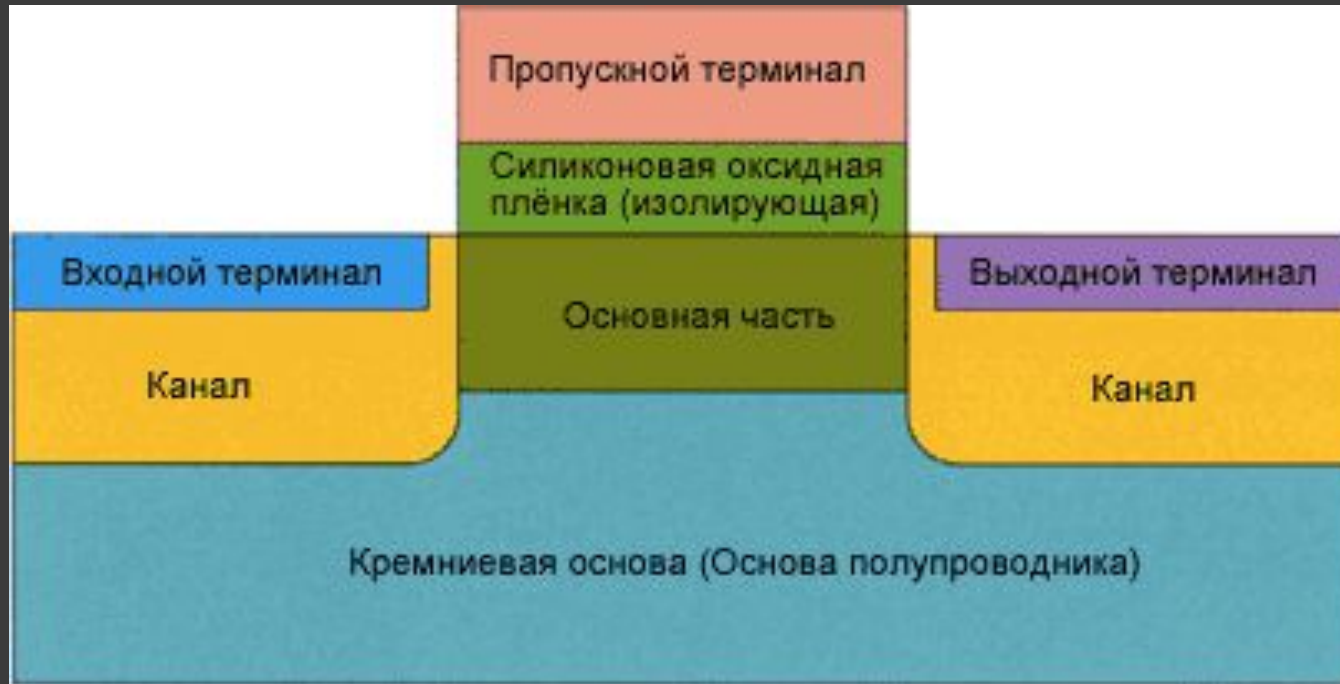 Пропускной терминал
Силиконовая оксидная
плёнка (изолирующая)
Входной терминал
Выходной терминал
Основная часть
Канал
Канал
Кремниевая основа (Основа полупроводника)